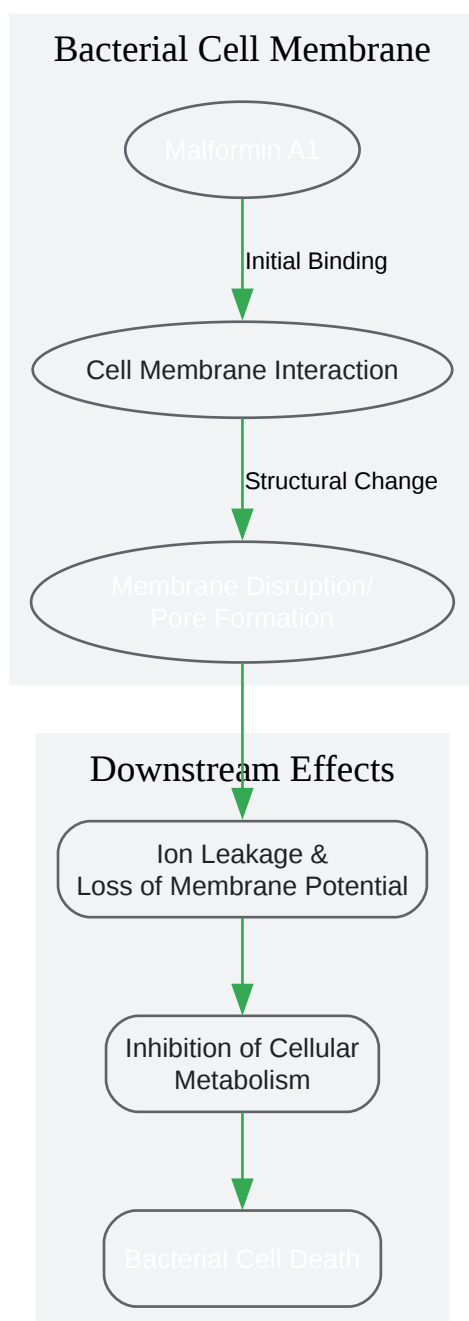 Bacterial Cell Membrane
Malformin A1
Initial Binding
Cell Membrane Interaction
Structural Change
Membrane Disruption/
Pore Formation
Downstream Effects
Ion Leakage &
Loss of Membrane Potential
Inhibition of Cellular
Metabolism
Bacterial Cell Death